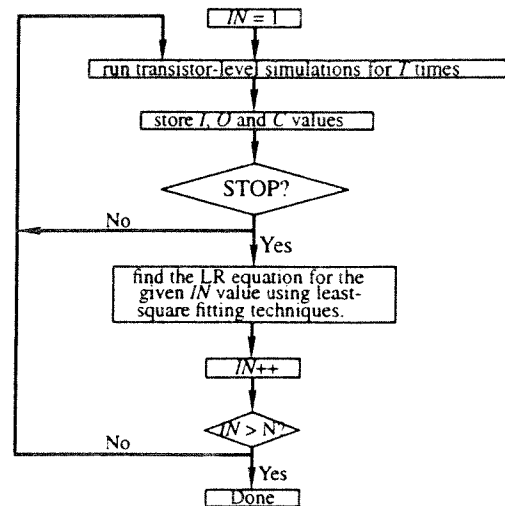 IN = 1
run transistor-level simulations for T times
store I, O and C values
STOP?
No
Yes
find the LR equation for the
given IN value using least-
square fitting techniques.
IN++
IN > N?
No
Yes
Done